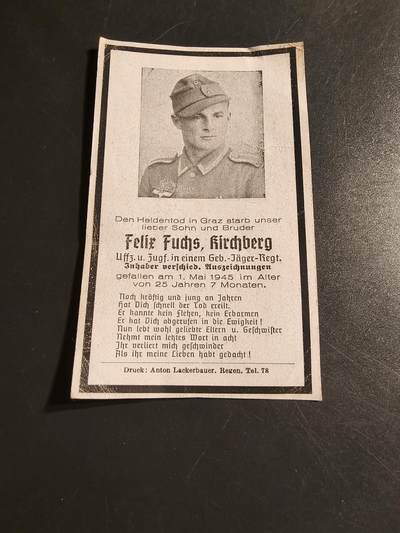 Den Heldentod in Graz starb unser
lieber Sohn und Bruder
Felix Fuchs, Kirchberg
Uffz. u. Zugf. in einem Geb.-Jäger-Regt.
Inhaber verschied. Auszeichnungen
gefallen am 1. Mai 1945 im Alter
von 25 Jahren 7 Monaten.
Noch kräftig und jung an Jahren
Hat Dich schnell der Tod ereilt.
Er kannte kein Flehen, kein Erbarmen
Er hat Dich abgerufen in die Ewigkeit!
Nun lebt wohl geliebte Eltern u. Geschwister
Nehmt mein letztes Wort in acht
Ihr verliert mich geschwinder
Als ihr meine Lieben habt gedacht!
Druck: Anton Lackerbauer, Regen, Tel. 78